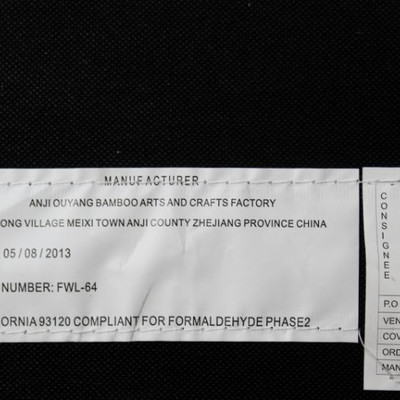 MANUFACTURER
ANJI OUYANG BAMBOO ARTS AND CRAFTS FACTORY
ONG VILLAGE MEIXI TOWN ANJI COUNTY ZHEJIANG PROVINCE CHINA
05 / 08 / 2013
NUMBER: FWL-64
ORNIA 93120 COMPLIANT FOR FORMALDEHYDE PHASE2
CONSIGNEE
P.O
VEN
COV
ORD
MAN